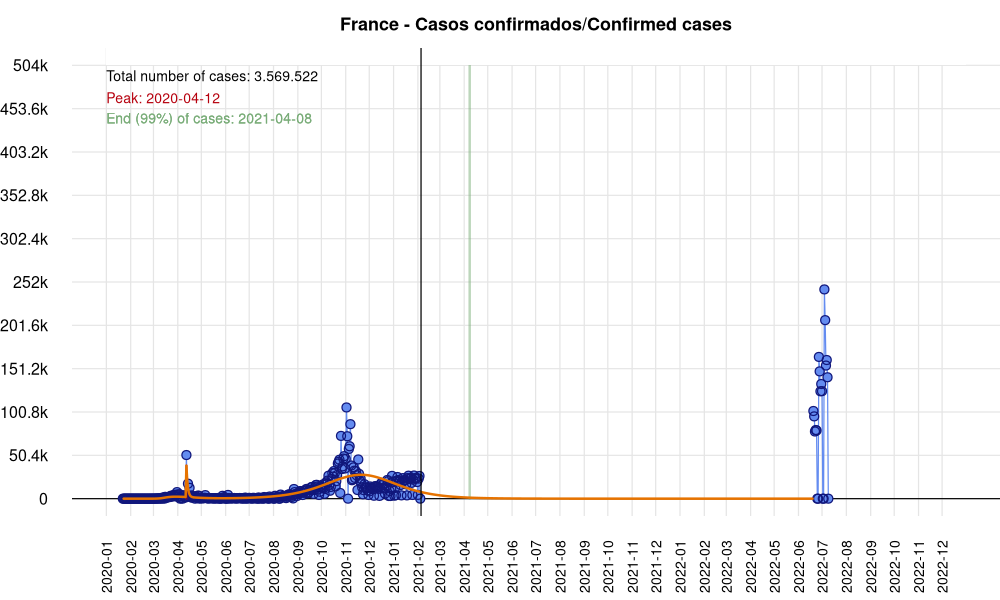 France - Casos confirmados/Confirmed cases
Total number of cases: 3.569.522
Peak: 2020-04-12
End (99%) of cases: 2021-04-08
504k
453.6k
403.2k
352.8k
302.4k
252k
201.6k
151.2k
100.8k
50.4k
0
2020-01
2020-02
2020-03
2020-04
2020-05
2020-06
2020-07
2020-08
2020-09
2020-10
2020-11
2020-12
2021-01
2021-02
2021-03
2021-04
2021-05
2021-06
2021-07
2021-08
2021-09
2021-10
2021-11
2021-12
2022-01
2022-02
2022-03
2022-04
2022-05
2022-06
2022-07
2022-08
2022-09
2022-10
2022-11
2022-12